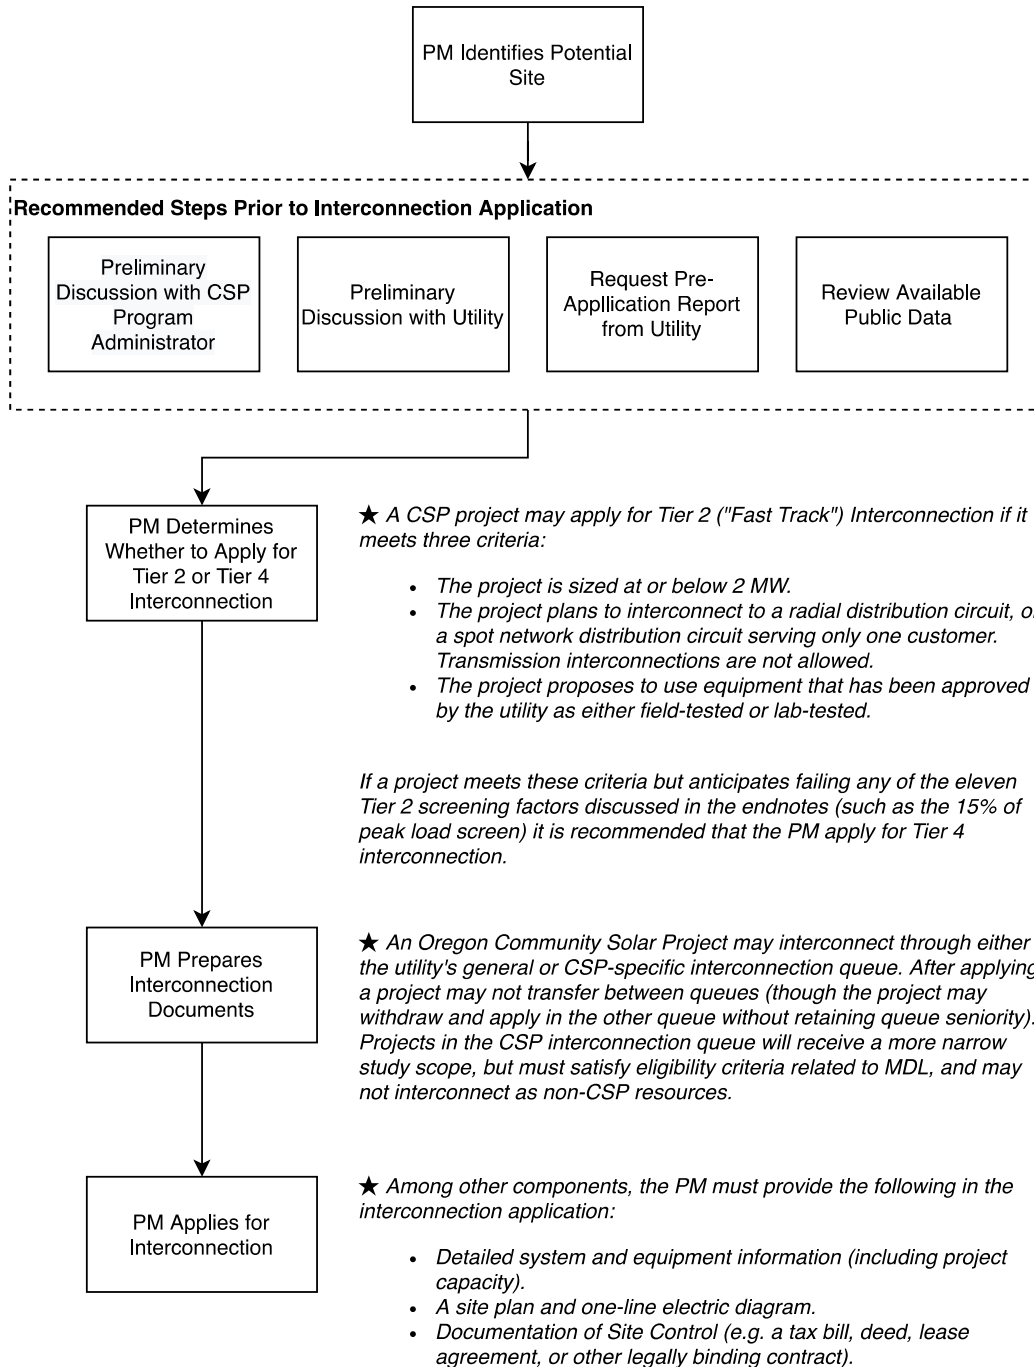 PM Identifies Potential
Site
Recommended Steps Prior to Interconnection Application
Preliminary
Discussion with CSP
Program
Administrator
Preliminary
Discussion with Utility
Request Pre-
Appllication Report
from Utility
Review Available
Public Data
PM Determines
Whether to Apply for
Tier 2 or Tier 4
Interconnection
★ A CSP project may apply for Tier 2 ("Fast Track") Interconnection if it
meets three criteria:
• The project is sized at or below 2 MW.
• The project plans to interconnect to a radial distribution circuit,
a spot network distribution circuit serving only one customer.
Transmission interconnections are not allowed.
• The project proposes to use equipment that has been approved
by the utility as either field-tested or lab-tested.
If a project meets these criteria but anticipates failing any of the eleven
Tier 2 screening factors discussed in the endnotes (such as the 15% of
peak load screen) it is recommended that the PM apply for Tier 4
interconnection.
PM Prepares
Interconnection
Documents
★ An Oregon Community Solar Project may interconnect through either
the utility's general or CSP-specific interconnection queue. After applying
a project may not transfer between queues (though the project may
withdraw and apply in the other queue without retaining queue seniority).
Projects in the CSP interconnection queue will receive a more narrow
study scope, but must satisfy eligibility criteria related to MDL, and may
not interconnect as non-CSP resources.
PM Applies for
Interconnection
★ Among other components, the PM must provide the following in the
interconnection application:
• Detailed system and equipment information (including project
capacity).
• A site plan and one-line electric diagram.
• Documentation of Site Control (e.g. a tax bill, deed, lease
agreement, or other legally binding contract).